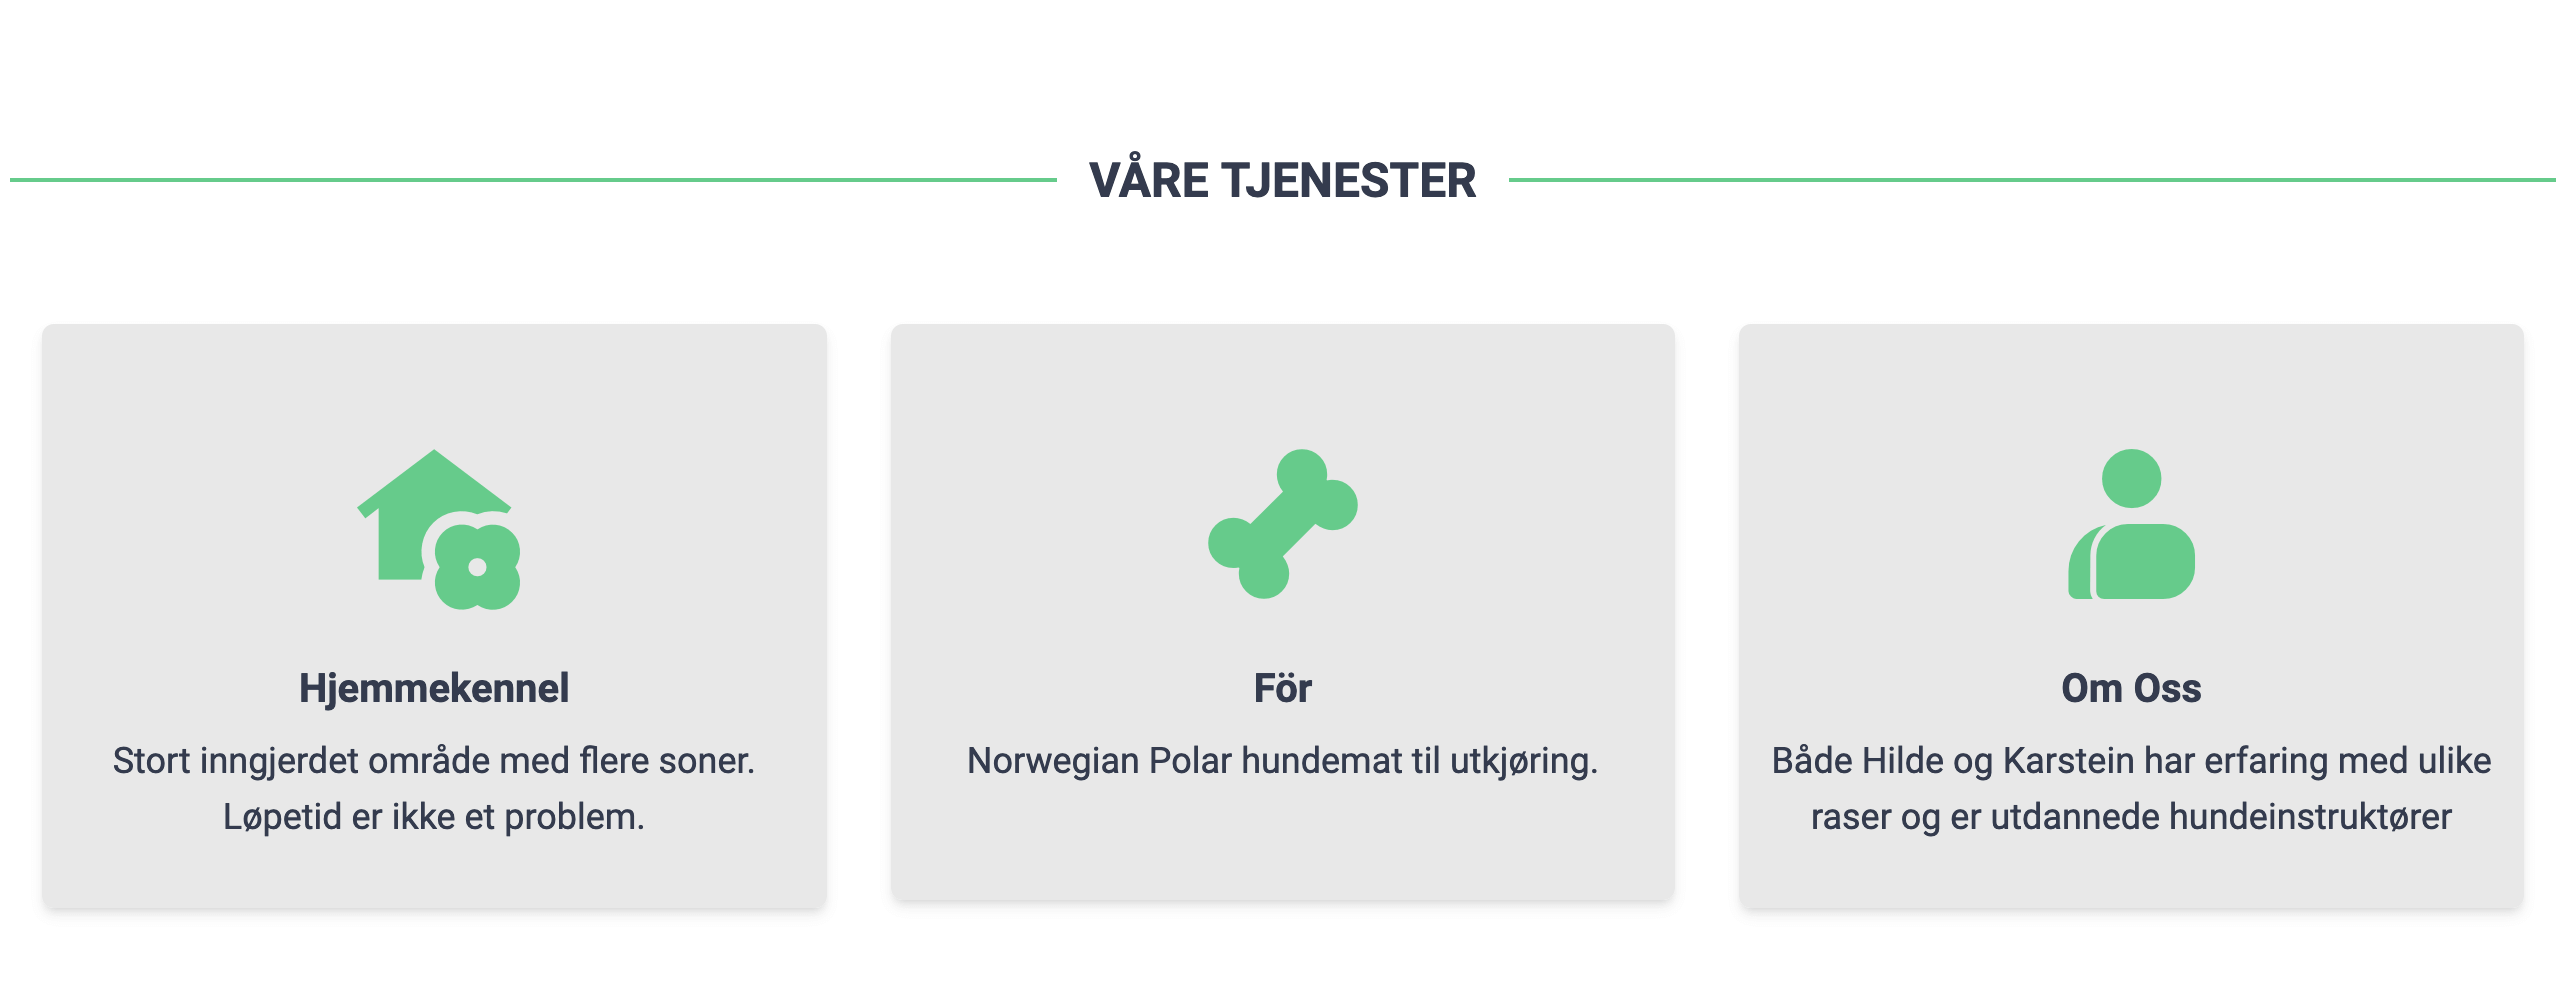 VÅRE TJENESTER
Hjemmekennel
Stort inngjerdet område med flere soner.
Løpetid er ikke et problem.
För
Norwegian Polar hundemat til utkjøring.
Om Oss
Både Hilde og Karstein har erfaring med ulike
raser og er utdannede hundeinstruktører